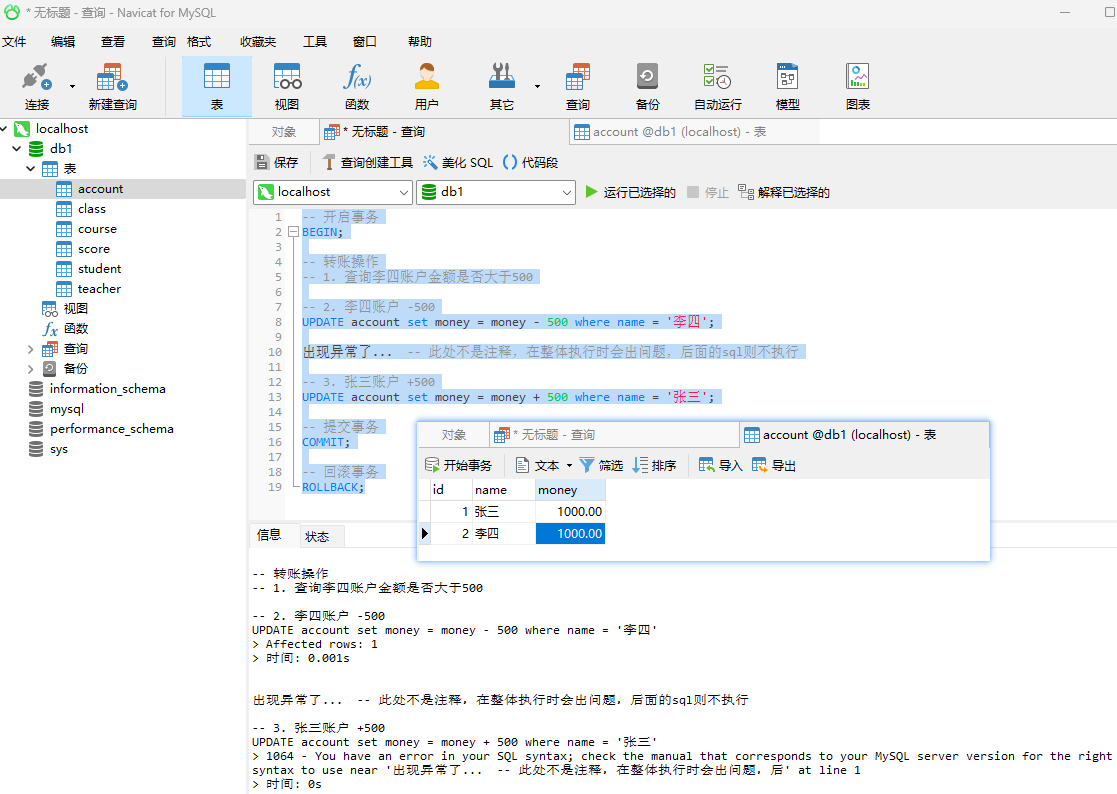 * 无标题 - 查询 - Navicat for MySQL
文件 编辑 查看 查询 格式 收藏夹 工具 窗口 帮助
连接 新建查询 表 视图 函数 用户 其它 查询 备份 自动运行 模型 图表
localhost
db1
表
account
class
course
score
student
teacher
视图
函数
查询
备份
information_schema
mysql
performance_schema
sys
对象 * 无标题 - 查询 account @db1 (localhost) - 表
保存 查询创建工具 美化 SQL () 代码段
localhost db1 运行已选择的 停止 解释已选择的
1 -- 开启事务
2 BEGIN;
3
4 -- 转账操作
5 -- 1. 查询李四账户金额是否大于500
6
7 -- 2. 李四账户 -500
8 UPDATE account set money = money - 500 where name = '李四';
9
10 出现异常了... -- 此处不是注释，在整体执行时会出问题，后面的sql则不执行
11
12 -- 3. 张三账户 +500
13 UPDATE account set money = money + 500 where name = '张三';
14
15 -- 提交事务
16 COMMIT;
17
18 -- 回滚事务
19 ROLLBACK;
对象 * 无标题 - 查询 account @db1 (localhost) - 表
开始事务 文本 筛选 排序 导入 导出
id name money
1 张三 1000.00
2 李四 1000.00
信息 状态
-- 转账操作
-- 1. 查询李四账户金额是否大于500
-- 2. 李四账户 -500
UPDATE account set money = money - 500 where name = '李四'
> Affected rows: 1
> 时间: 0.001s
出现异常了... -- 此处不是注释，在整体执行时会出问题，后面的sql则不执行
-- 3. 张三账户 +500
UPDATE account set money = money + 500 where name = '张三'
> 1064 - You have an error in your SQL syntax; check the manual that corresponds to your MySQL server version for the right
syntax to use near '出现异常了... -- 此处不是注释，在整体执行时会出问题，后' at line 1
> 时间: 0s